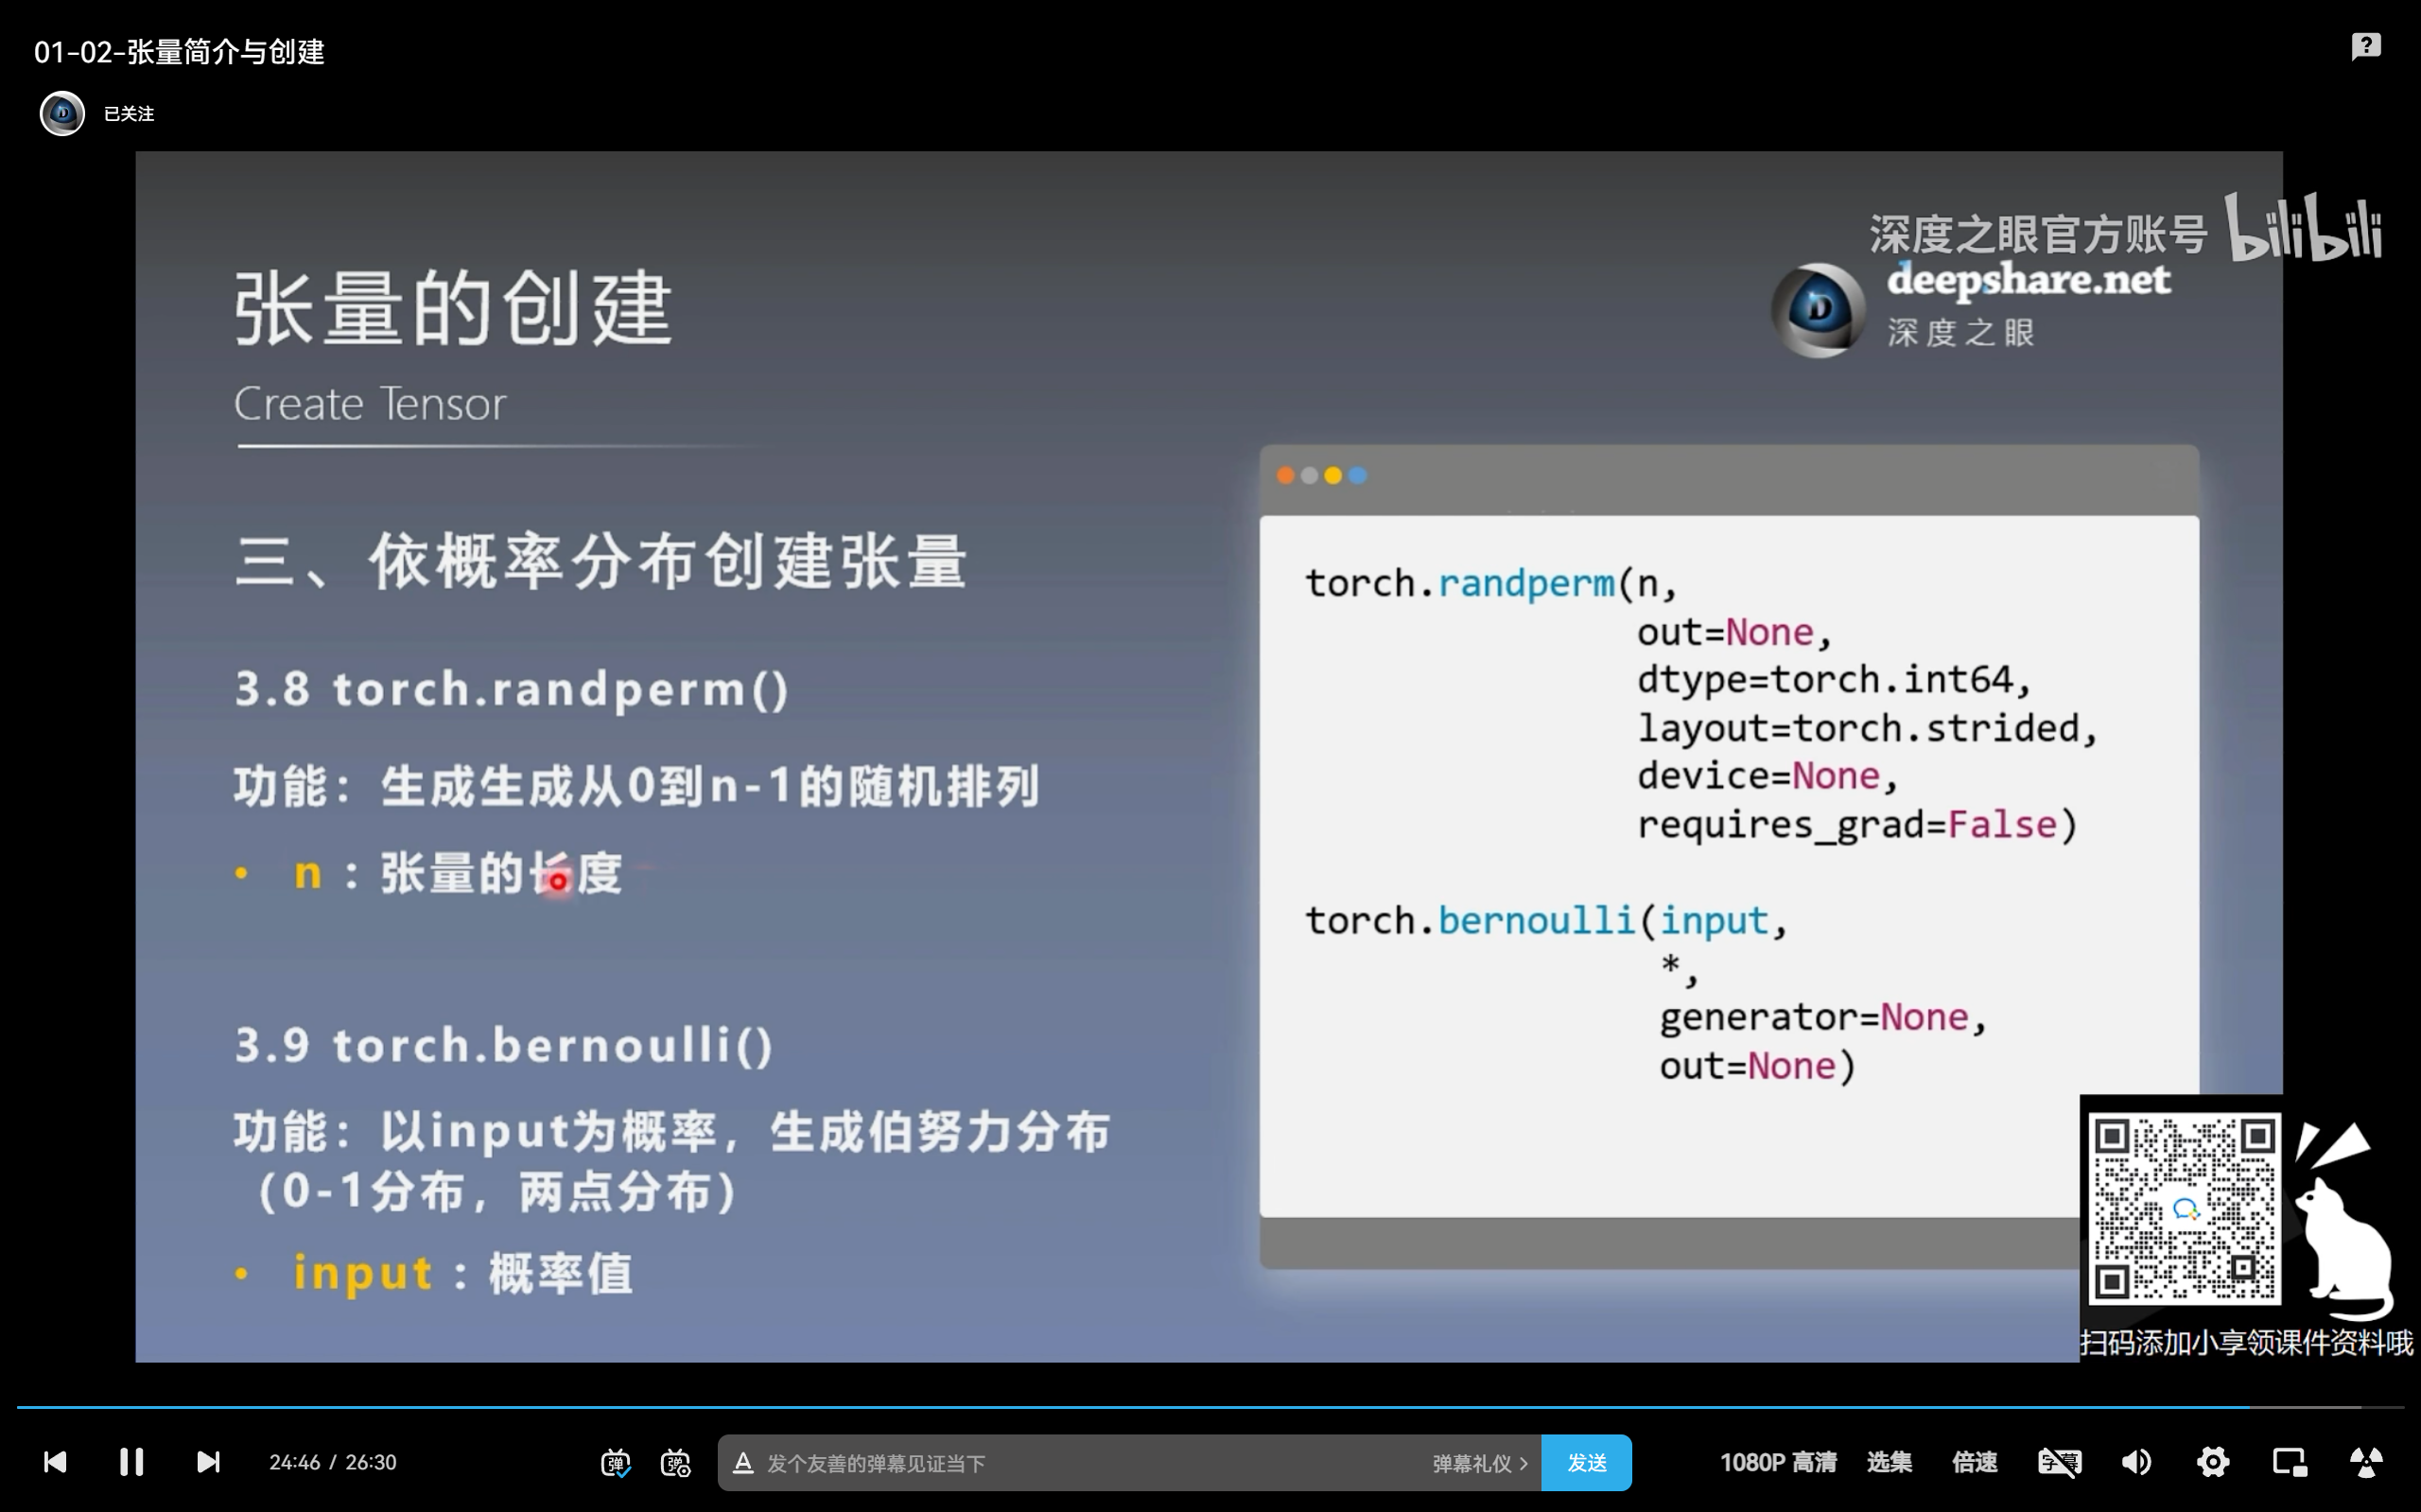 01-02-张量简介与创建
已关注
深度之眼官方账号 bilibili
deepshare.net
深度之眼
张量的创建
Create Tensor
三、依概率分布创建张量
3.8 torch.randperm()
功能：生成生成从0到n-1的随机排列
• n：张量的长度
3.9 torch.bernoulli()
功能：以input为概率，生成伯努力分布
（0-1分布，两点分布）
• input：概率值
torch.randperm(n,
out=None,
dtype=torch.int64,
layout=torch.strided,
device=None,
requires_grad=False)
torch.bernoulli(input,
*,
generator=None,
out=None)
扫码添加小享领课件资料哦
24:46 / 26:30
弹
弹
A 发个友善的弹幕见证当下
弹幕礼仪 >
发送
1080P 高清
选集
倍速
字幕